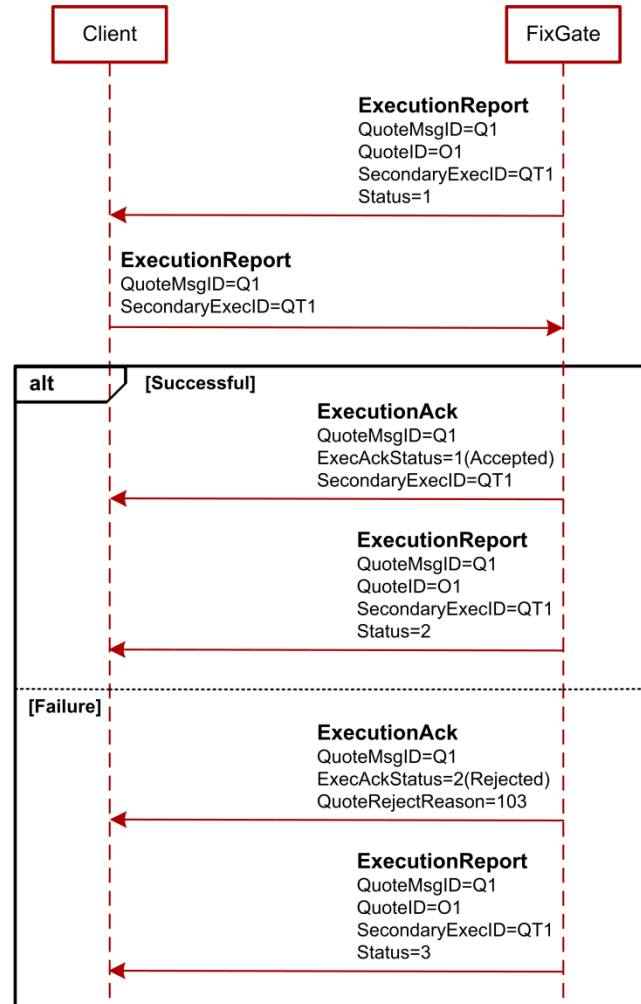 Client
FixGate
ExecutionReport
QuoteMsgID=Q1
QuoteID=O1
SecondaryExecID=QT1
Status=1
ExecutionReport
QuoteMsgID=Q1
SecondaryExecID=QT1
alt
[Successful]
ExecutionAck
QuoteMsgID=Q1
ExecAckStatus=1(Accepted)
SecondaryExecID=QT1
ExecutionReport
QuoteMsgID=Q1
QuoteID=O1
SecondaryExecID=QT1
Status=2
[Failure]
ExecutionAck
QuoteMsgID=Q1
ExecAckStatus=2(Rejected)
QuoteRejectReason=103
ExecutionReport
QuoteMsgID=Q1
QuoteID=O1
SecondaryExecID=QT1
Status=3